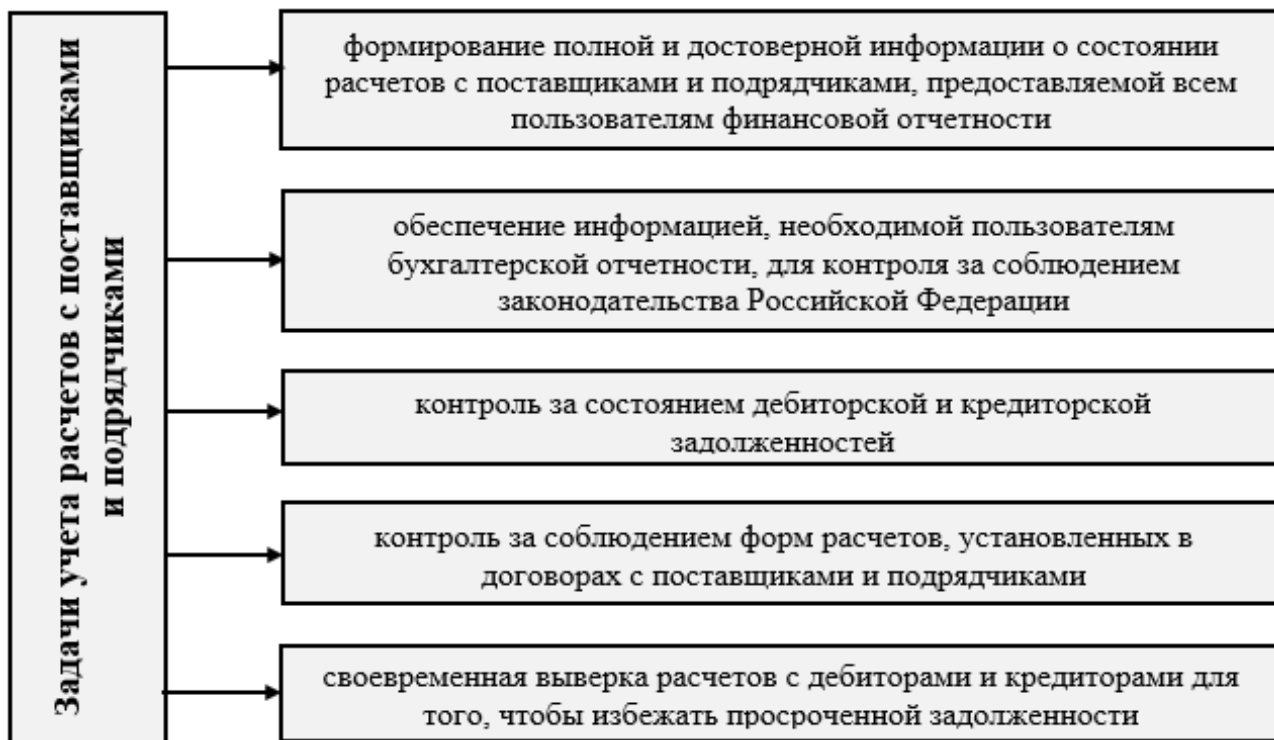 Задачи учета расчетов с поставщиками
и подрядчиками
формирование полной и достоверной информации о состоянии
расчетов с поставщиками и подрядчиками, предоставляемой всем
пользователям финансовой отчетности
обеспечение информацией, необходимой пользователям
бухгалтерской отчетности, для контроля за соблюдением
законодательства Российской Федерации
контроль за состоянием дебиторской и кредиторской
задолженностей
контроль за соблюдением форм расчетов, установленных в
договорах с поставщиками и подрядчиками
своевременная выверка расчетов с дебиторами и кредиторами для
того, чтобы избежать просроченной задолженности